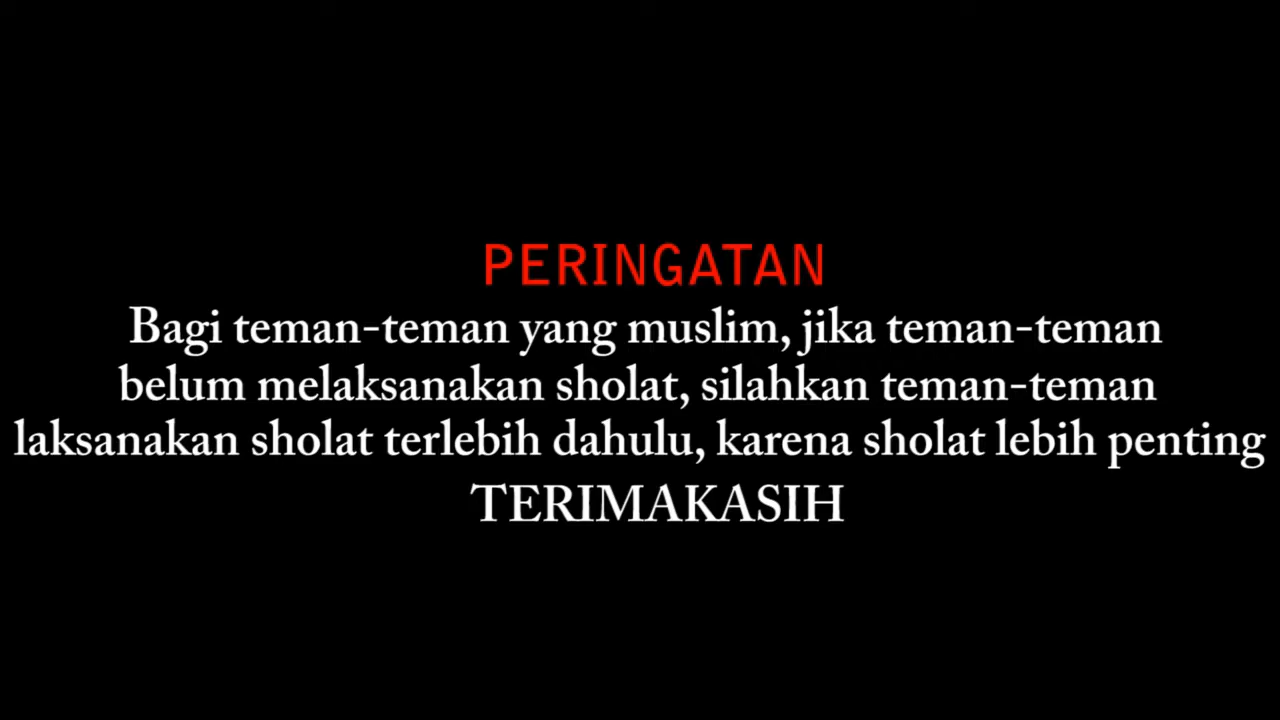 PERINGATAN
Bagi teman-teman yang muslim, jika teman-teman
belum melaksanakan sholat, silahkan teman-teman
laksanakan sholat terlebih dahulu, karena sholat lebih penting
TERIMAKASIH